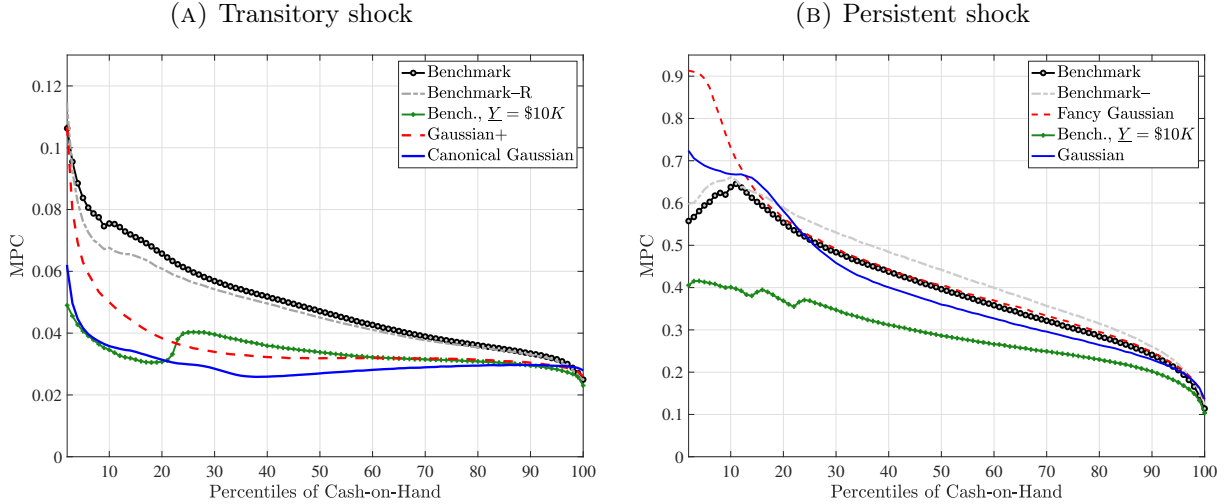 (A) Transitory shock
0.12
0.1
0.08
0.06
0.04
0.02
0
MPC
10 20 30 40 50 60 70 80 90 100
Percentiles of Cash-on-Hand
Benchmark
Benchmark–R
Bench., Y = $10K
Gaussian+
Canonical Gaussian
(B) Persistent shock
0.9
0.8
0.7
0.6
0.5
0.4
0.3
0.2
0.1
0
MPC
10 20 30 40 50 60 70 80 90 100
Percentiles of Cash-on-Hand
Benchmark
Benchmark–
Fancy Gaussian
Bench., Y = $10K
Gaussian